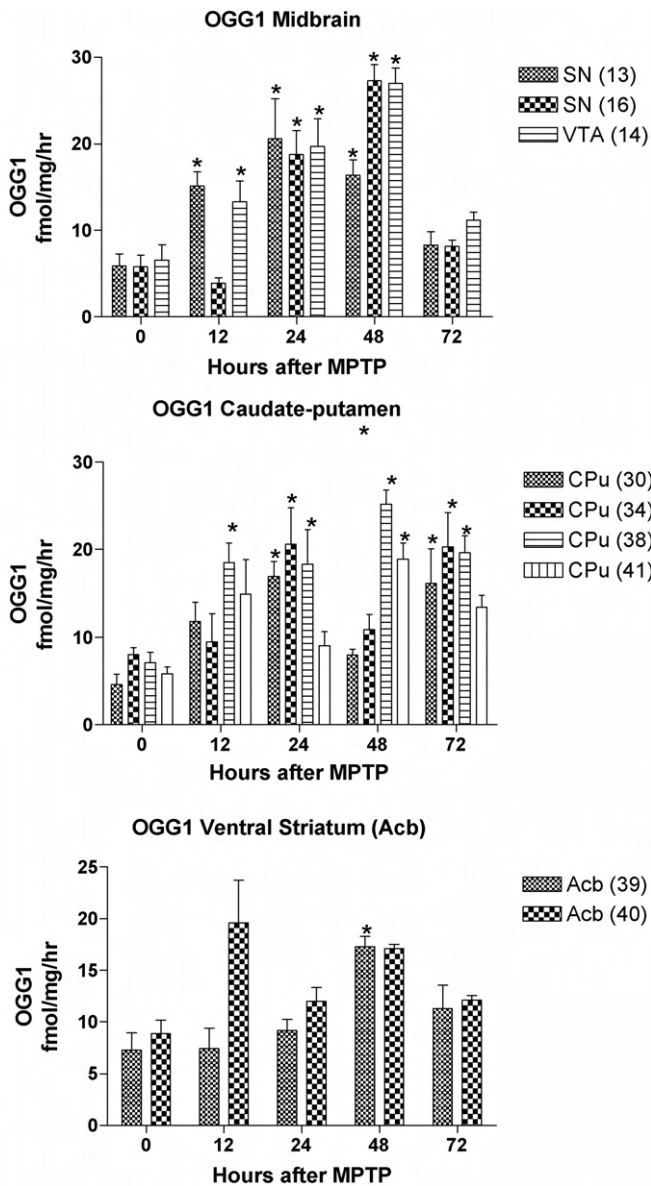 OGG1 Midbrain
30
20
10
0
OGG1
fmol/mg/hr
* * * * * * * *
0 12 24 48 72
Hours after MPTP
SN (13)
SN (16)
VTA (14)
OGG1 Caudate-putamen
*
30
20
10
0
OGG1
fmol/mg/hr
* * * * * * * * *
0 12 24 48 72
Hours after MPTP
CPu (30)
CPu (34)
CPu (38)
CPu (41)
OGG1 Ventral Striatum (Acb)
25
20
15
10
5
0
OGG1
fmol/mg/hr
*
0 12 24 48 72
Hours after MPTP
Acb (39)
Acb (40)